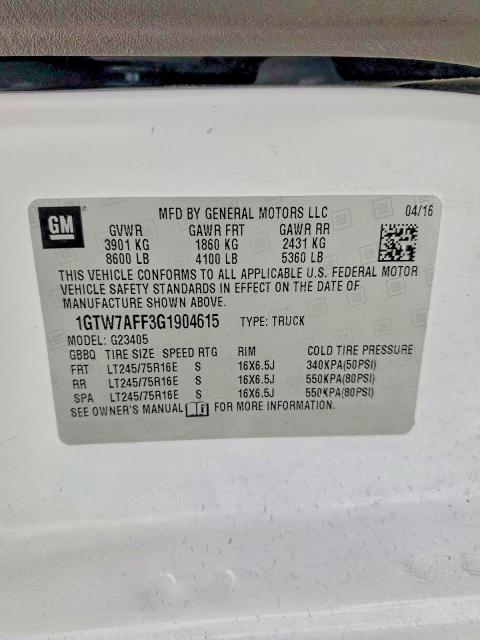 GM
MFD BY GENERAL MOTORS LLC 04/16
GVWR GAWR FRT GAWR RR
3901 KG 1860 KG 2431 KG
8600 LB 4100 LB 5360 LB
THIS VEHICLE CONFORMS TO ALL APPLICABLE U.S. FEDERAL MOTOR
VEHICLE SAFETY STANDARDS IN EFFECT ON THE DATE OF
MANUFACTURE SHOWN ABOVE.
1GTW7AFF3G1904615 TYPE: TRUCK
MODEL: G23405
GBBQ TIRE SIZE SPEED RTG RIM COLD TIRE PRESSURE
FRT LT245/75R16E S 16X6.5J 340KPA(50PSI)
RR LT245/75R16E S 16X6.5J 550KPA(80PSI)
SPA LT245/75R16E S 16X6.5J 550KPA(80PSI)
SEE OWNER'S MANUAL FOR MORE INFORMATION.